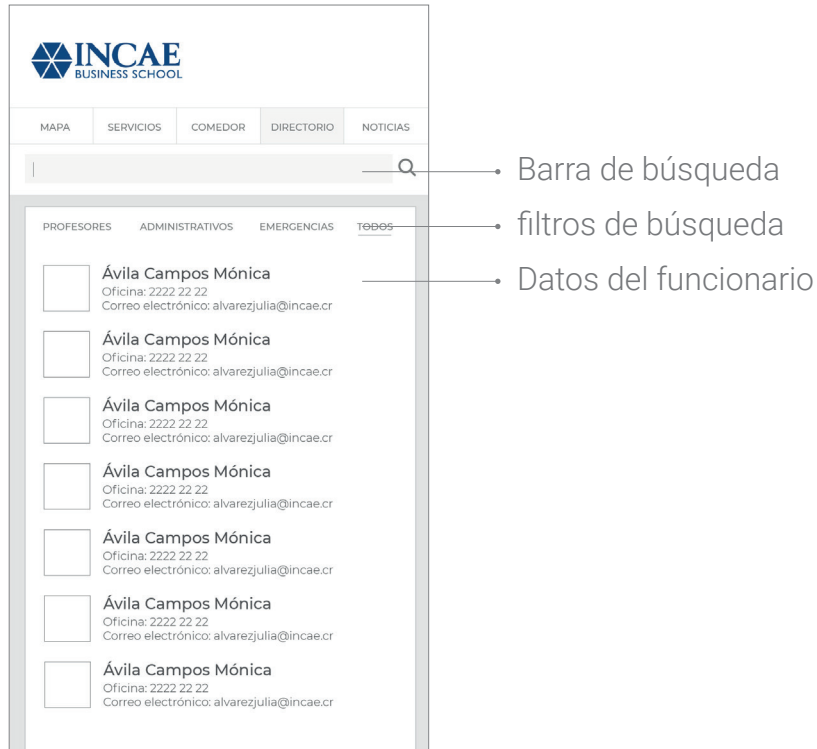 INCAE
BUSINESS SCHOOL
MAPA SERVICIOS COMEDOR DIRECTORIO NOTICIAS
Barra de búsqueda
PROFESORES ADMINISTRATIVOS EMERGENCIAS TODOS
filtros de búsqueda
Ávila Campos Mónica
Oficina: 2222 22 22
Correo electrónico: alvarezjulia@incae.cr
Datos del funcionario
Ávila Campos Mónica
Oficina: 2222 22 22
Correo electrónico: alvarezjulia@incae.cr
Ávila Campos Mónica
Oficina: 2222 22 22
Correo electrónico: alvarezjulia@incae.cr
Ávila Campos Mónica
Oficina: 2222 22 22
Correo electrónico: alvarezjulia@incae.cr
Ávila Campos Mónica
Oficina: 2222 22 22
Correo electrónico: alvarezjulia@incae.cr
Ávila Campos Mónica
Oficina: 2222 22 22
Correo electrónico: alvarezjulia@incae.cr
Ávila Campos Mónica
Oficina: 2222 22 22
Correo electrónico: alvarezjulia@incae.cr